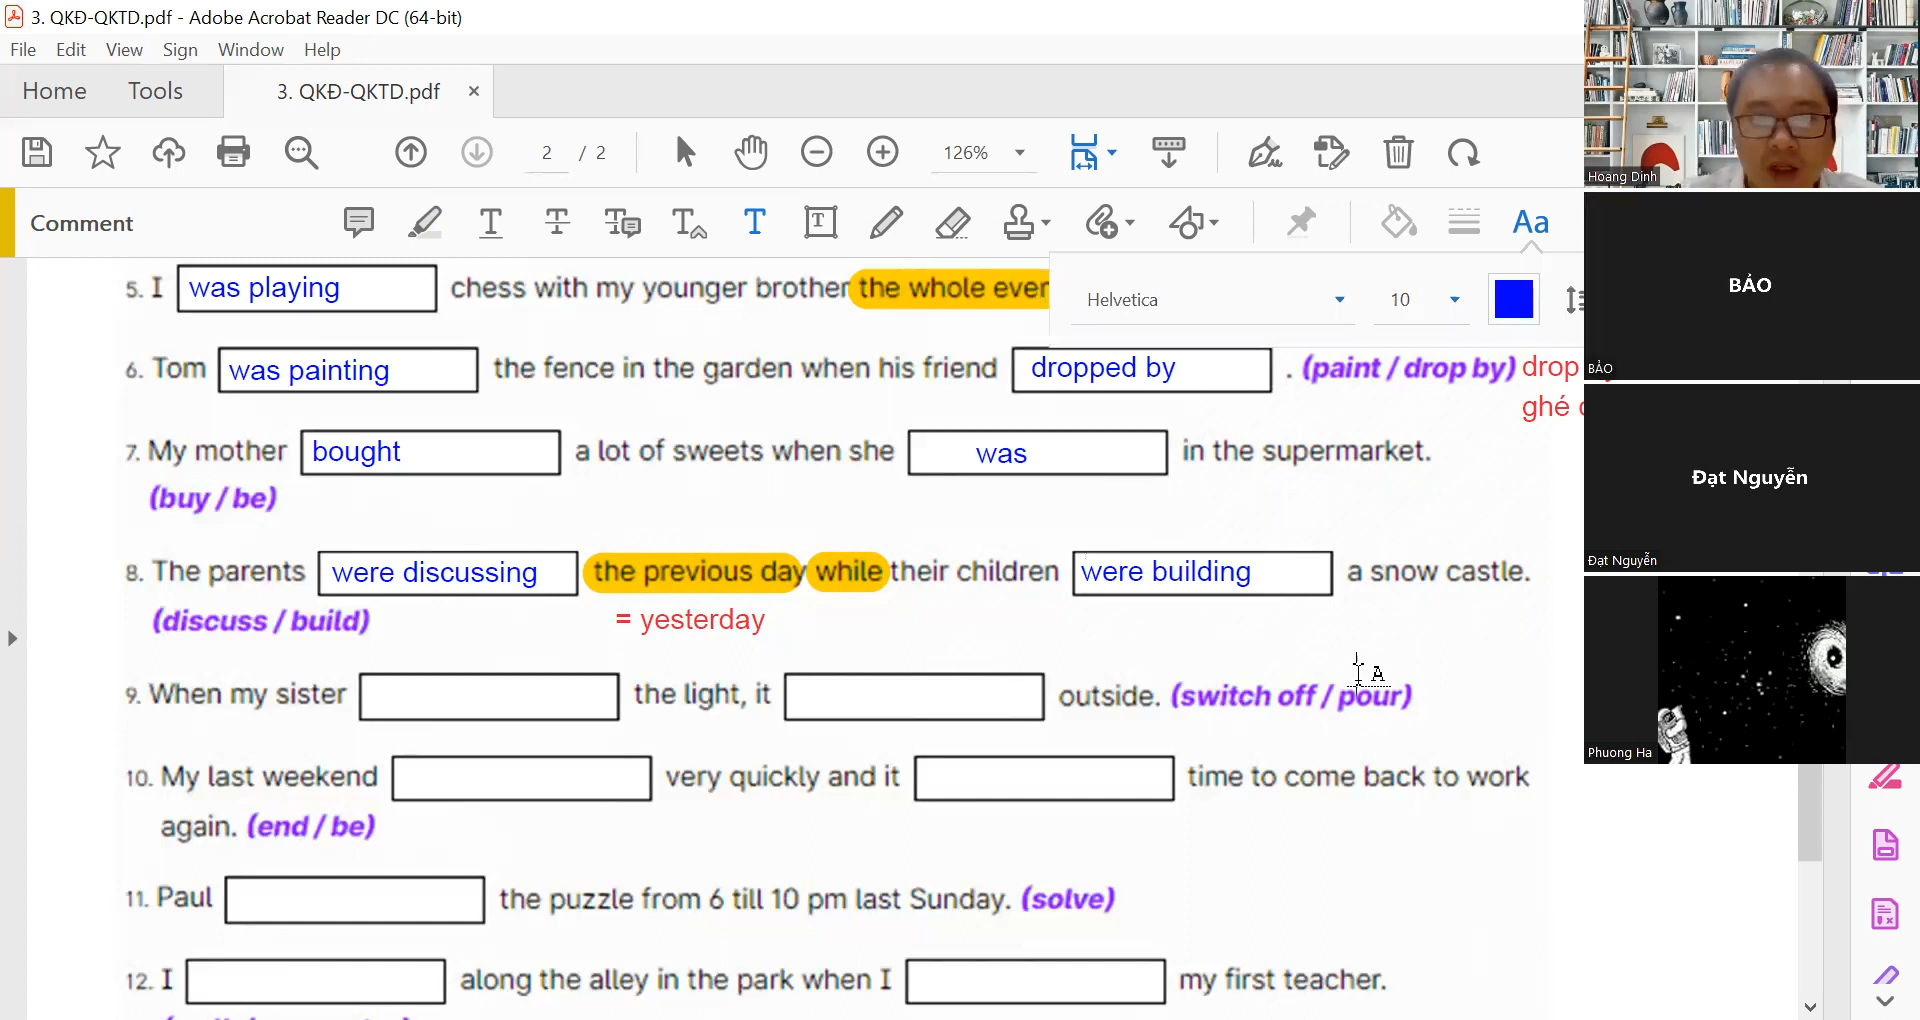 3. QKĐ-QKTD.pdf - Adobe Acrobat Reader DC (64-bit)
File Edit View Sign Window Help
Home Tools 3. QKĐ-QKTD.pdf ×
2 / 2 126%
Comment
Aa
Helvetica 10
5. I was playing chess with my younger brother the whole
6. Tom was painting the fence in the garden when his friend dropped by . (paint / drop by) drop
ghé
7. My mother bought a lot of sweets when she was in the supermarket.
(buy / be)
8. The parents were discussing the previous day while their children were building a snow castle.
(discuss / build) = yesterday
9. When my sister the light, it outside. (switch off / pour)
10. My last weekend very quickly and it time to come back to work
again. (end / be)
11. Paul the puzzle from 6 till 10 pm last Sunday. (solve)
12. I along the alley in the park when I my first teacher.
Hoang Dinh
BẢO
BẢO
Đạt Nguyễn
Đạt Nguyễn
Phuong Ha